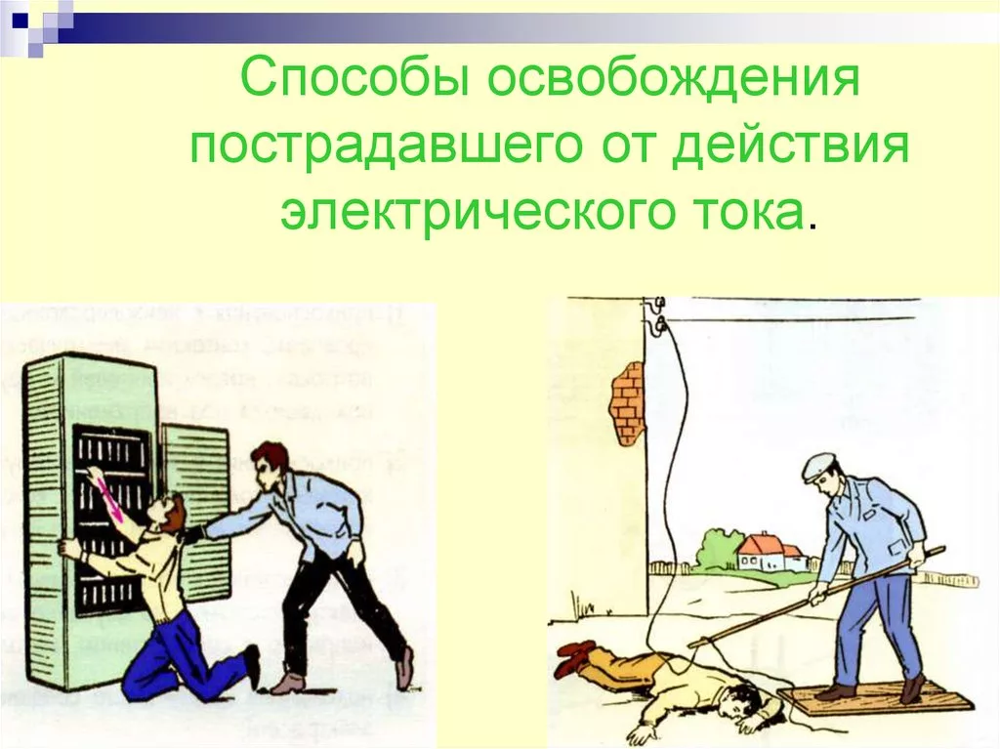 Способы освобождения
пострадавшего от действия
электрического тока.